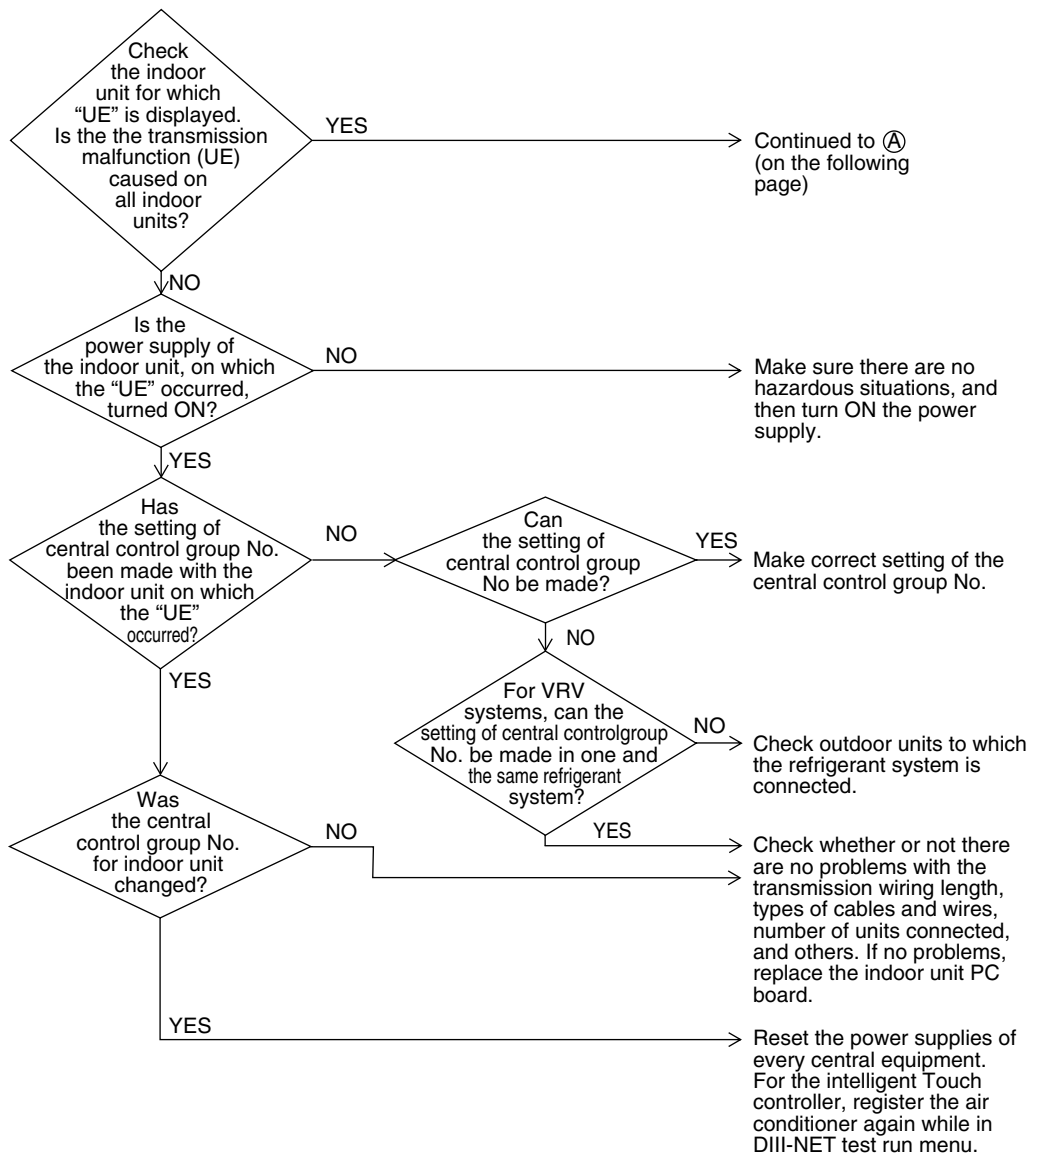 Check
the indoor
unit for which
“UE” is displayed.
Is the the transmission
malfunction (UE)
caused on
all indoor
units?
YES
Continued to Ⓐ
(on the following
page)
NO
Is the
power supply of
the indoor unit, on which
the “UE” occurred,
turned ON?
NO
Make sure there are no
hazardous situations, and
then turn ON the power
supply.
YES
Has
the setting of
central control group No.
been made with the
indoor unit on which
the “UE”
occurred?
NO
Can
the setting of
central control group
No be made?
YES
Make correct setting of the
central control group No.
NO
YES
For VRV
systems, can the
setting of central controlgroup
No. be made in one and
the same refrigerant
system?
NO
Check outdoor units to which
the refrigerant system is
connected.
YES
Was
the central
control group No.
for indoor unit
changed?
NO
Check whether or not there
are no problems with the
transmission wiring length,
types of cables and wires,
number of units connected,
and others. If no problems,
replace the indoor unit PC
board.
YES
Reset the power supplies of
every central equipment.
For the intelligent Touch
controller, register the air
conditioner again while in
DIII-NET test run menu.